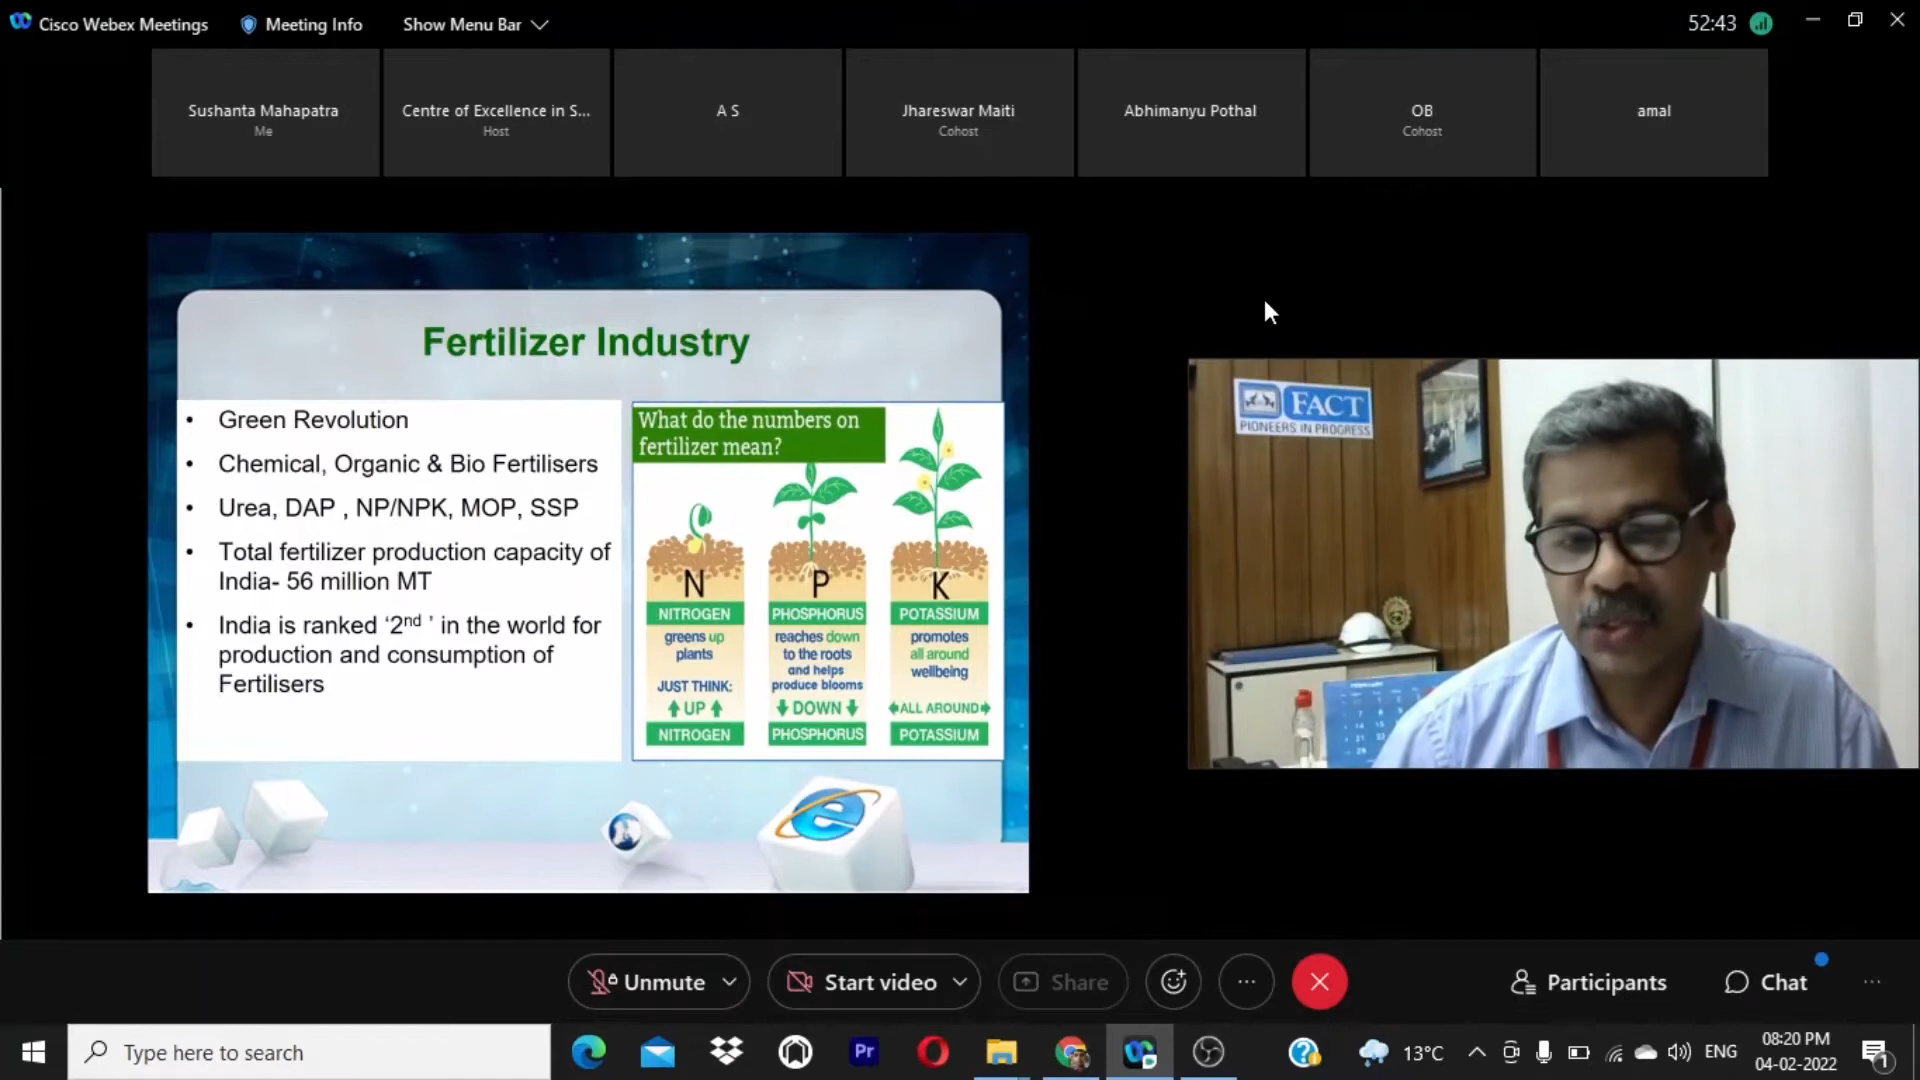 Cisco Webex Meetings
Meeting Info
Show Menu Bar
52:43
Sushanta Mahapatra
Me
Centre of Excellence in S...
Host
A S
Jhareswar Maiti
Cohost
Abhimanyu Pothal
OB
Cohost
amal
Fertilizer Industry
• Green Revolution
• Chemical, Organic & Bio Fertilisers
• Urea, DAP , NP/NPK, MOP, SSP
• Total fertilizer production capacity of
India- 56 million MT
• India is ranked ‘2nd ’ in the world for
production and consumption of
Fertilisers
What do the numbers on
fertilizer mean?
N
NITROGEN
greens up
plants
JUST THINK:
UP
NITROGEN
P
PHOSPHORUS
reaches down
to the roots
and helps
produce blooms
DOWN
PHOSPHORUS
K
POTASSIUM
promotes
all around
wellbeing
ALL AROUND
POTASSIUM
FACT
PIONEERS IN PROGRESS
FEBRUARY
Unmute
Start video
Share
Participants
Chat
Type here to search
Pr
13°C
ENG
08:20 PM
04-02-2022
1